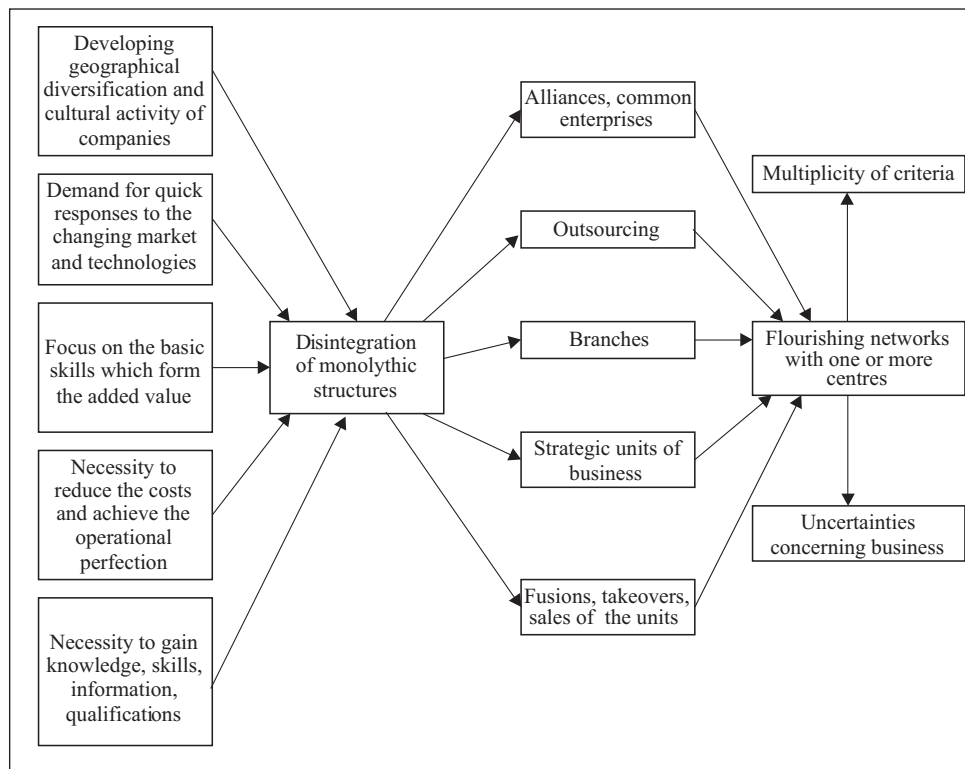 Developing
geographical
diversification and
cultural activity of
companies
Demand for quick
responses to the
changing market
and technologies
Focus on the basic
skills which form
the added value
Necessity to
reduce the costs
and achieve the
operational
perfection
Necessity to gain
knowledge, skills,
information,
qualifications
Disintegration
of monolythic
structures
Alliances, common
enterprises
Outsourcing
Branches
Strategic units of
business
Fusions, takeovers,
sales of the units
Multiplicity of criteria
Flourishing networks
with one or more
centres
Uncertainties
concerning business